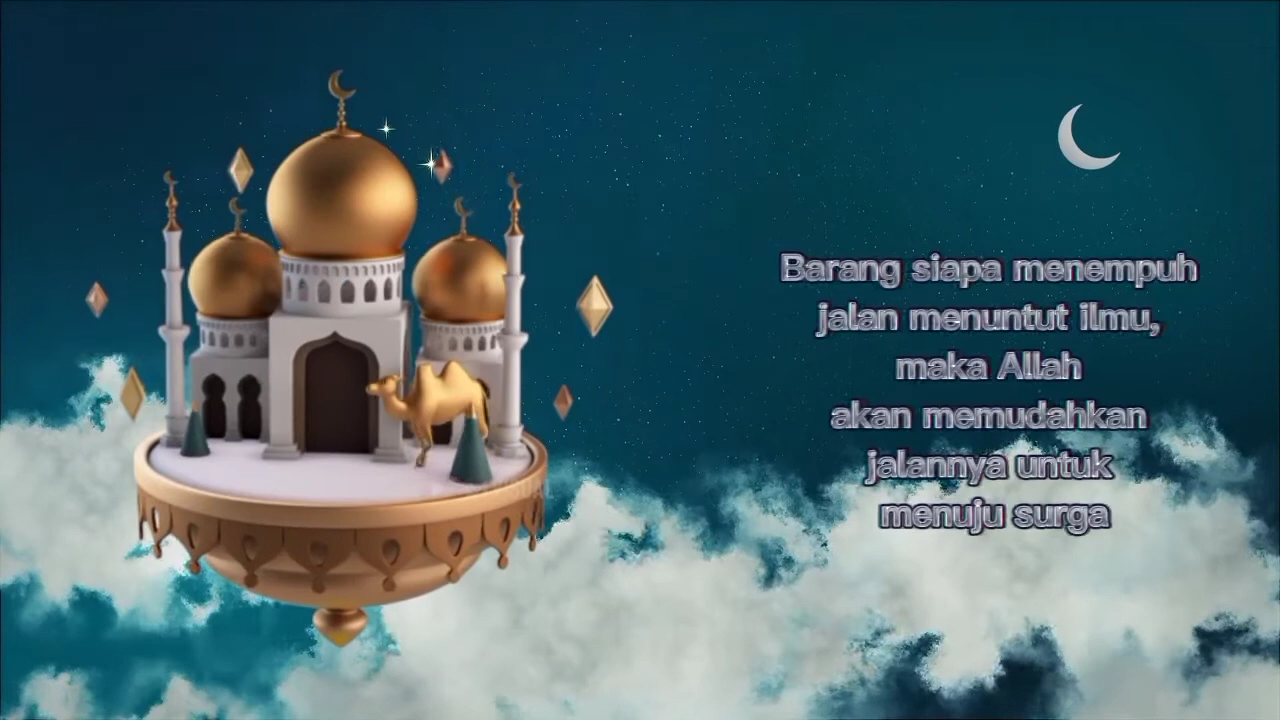 Barang siapa menempuh
jalan menuntut ilmu,
maka Allah
akan memudahkan
jalannya untuk
menuju surga